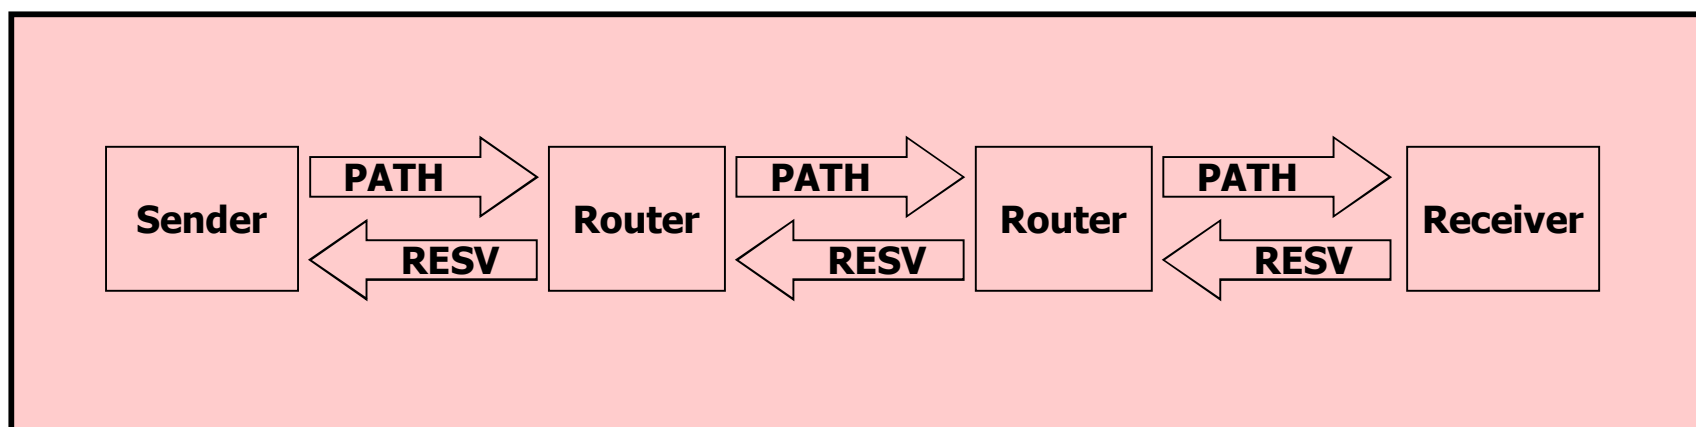 PATH PATH PATH
Sender Router Router Receiver
RESV RESV RESV